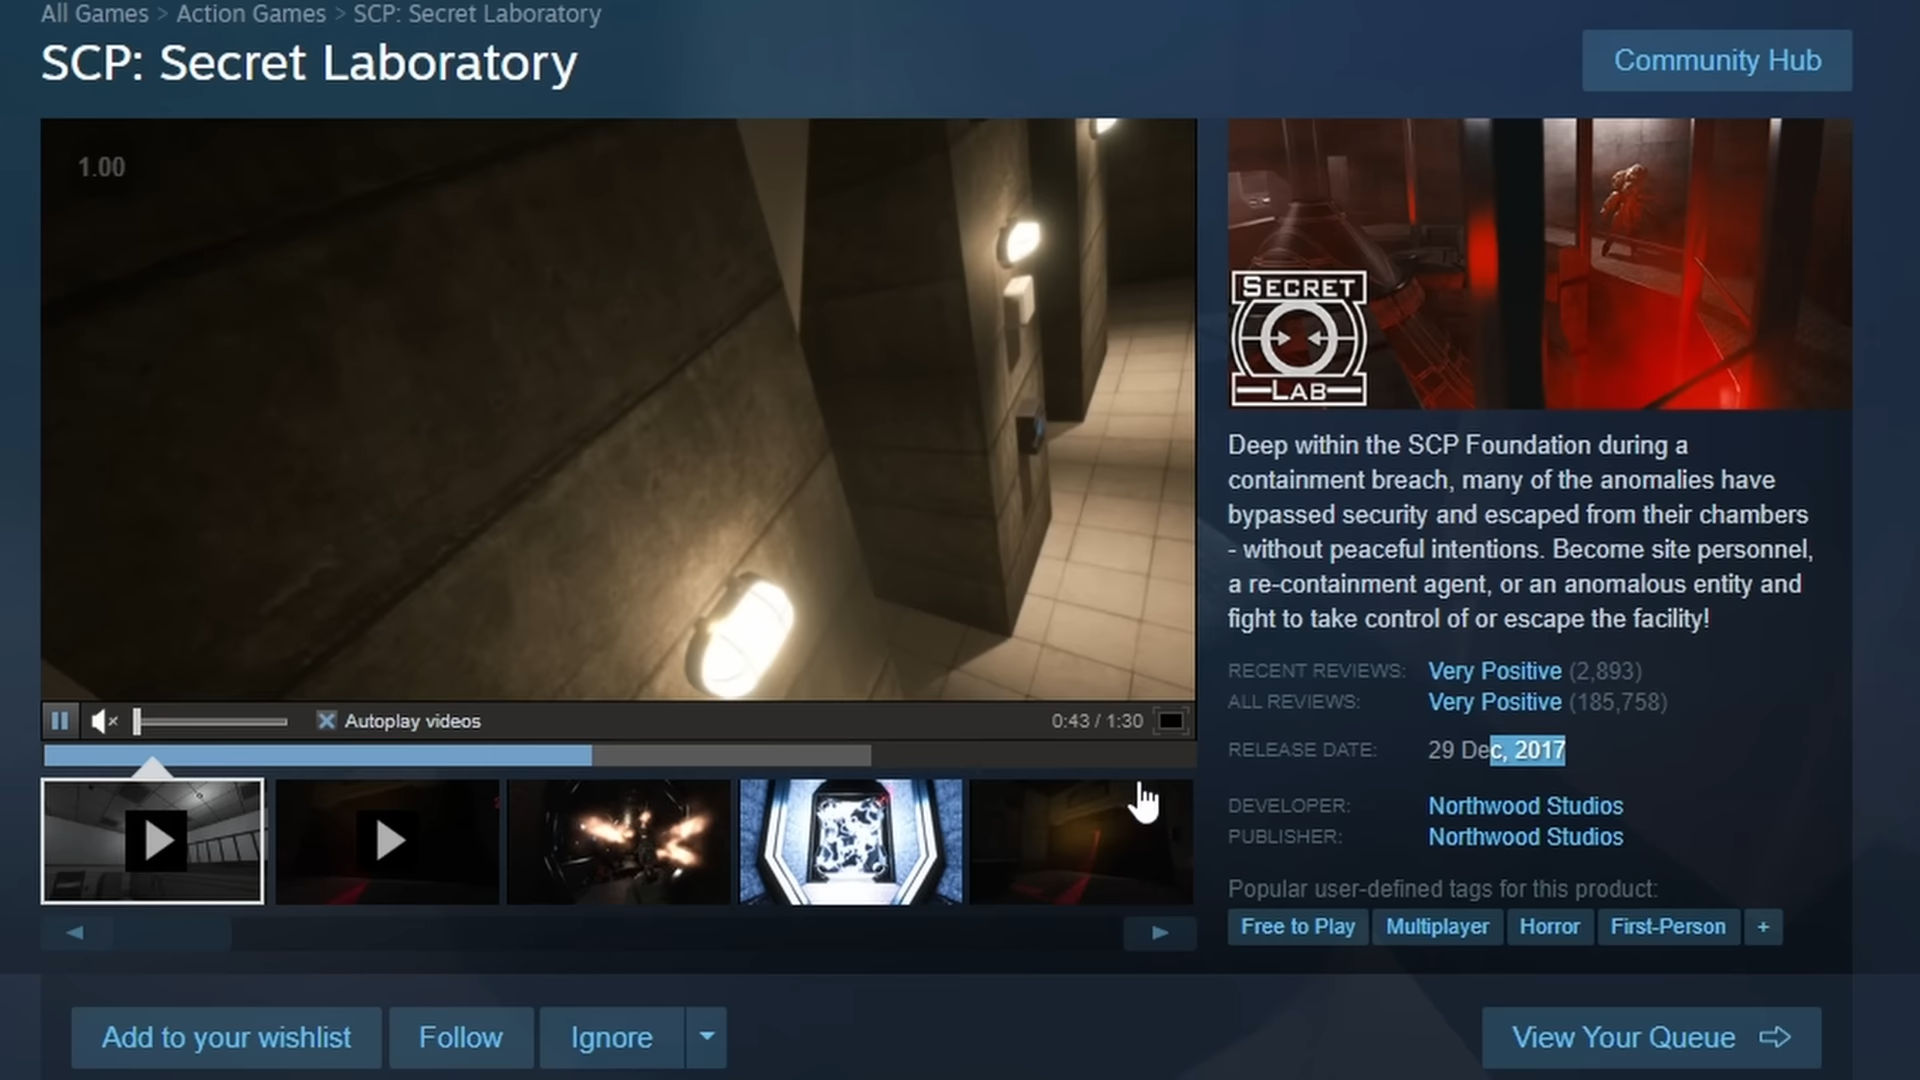 All Games > Action Games > SCP: Secret Laboratory
SCP: Secret Laboratory
Community Hub
1.00
SECRET
LAB
Deep within the SCP Foundation during a
containment breach, many of the anomalies have
bypassed security and escaped from their chambers
- without peaceful intentions. Become site personnel,
a re-containment agent, or an anomalous entity and
fight to take control of or escape the facility!
RECENT REVIEWS: Very Positive (2,893)
ALL REVIEWS: Very Positive (185,758)
RELEASE DATE: 29 Dec, 2017
DEVELOPER: Northwood Studios
PUBLISHER: Northwood Studios
Popular user-defined tags for this product:
Free to Play Multiplayer Horror First-Person +
Autoplay videos 0:43 / 1:30
Add to your wishlist Follow Ignore View Your Queue